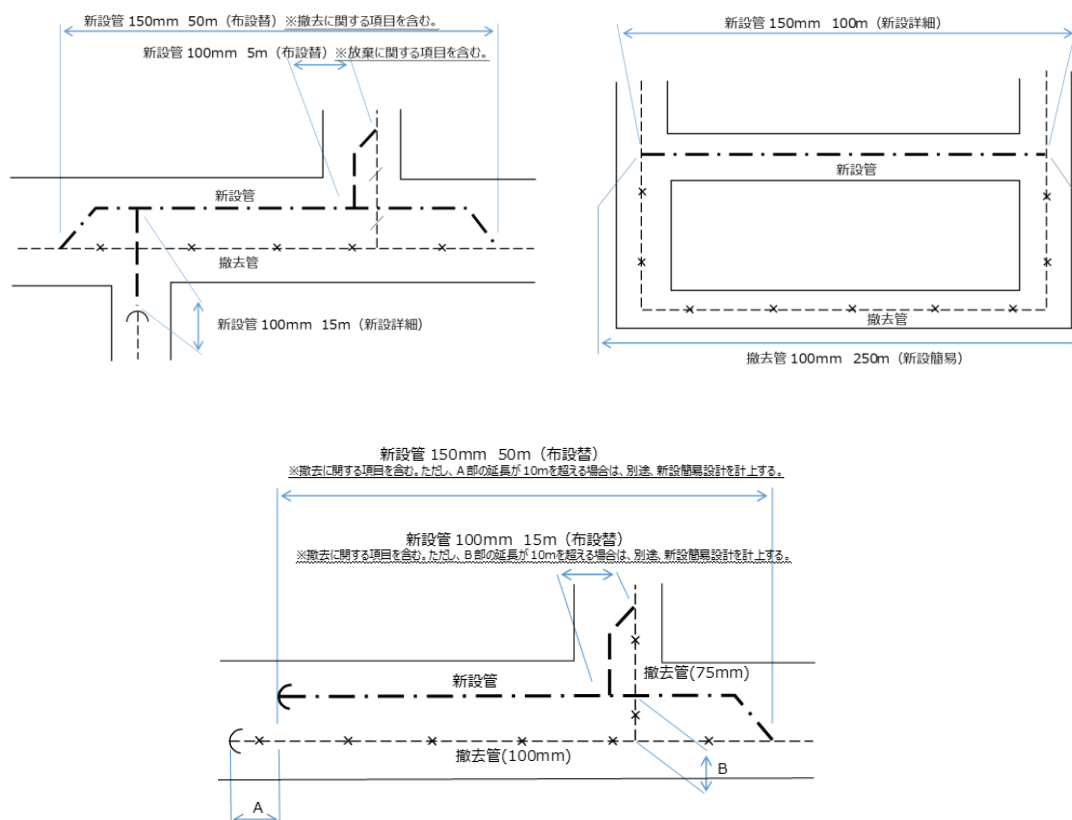 新設管 150mm 50m（布設替）※撤去に関する項目を含む。
新設管 100mm 5m（布設替）※放棄に関する項目を含む。
新設管
撤去管
新設管 100mm 15m（新設詳細）
新設管 150mm 100m（新設詳細）
新設管
撤去管
撤去管 100mm 250m（新設簡易）
新設管 150mm 50m（布設替）
※撤去に関する項目を含む。ただし、A部の延長が10mを超える場合は、別途、新設簡易設計を計上する。
新設管 100mm 15m（布設替）
※撤去に関する項目を含む。ただし、B部の延長が10mを超える場合は、別途、新設簡易設計を計上する。
新設管
撤去管(75mm)
撤去管(100mm)
B
A